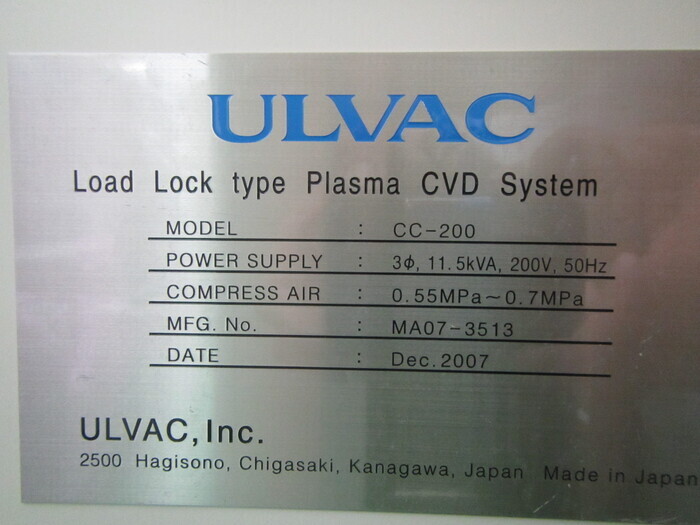 ULVAC
Load Lock type Plasma CVD System
MODEL : CC-200
POWER SUPPLY : 3ϕ, 11.5kVA, 200V, 50Hz
COMPRESS AIR : 0.55MPa~0.7MPa
MFG. No. : MA07-3513
DATE : Dec.2007
ULVAC, Inc.
2500 Hagisono, Chigasaki, Kanagawa, Japan Made in Japan